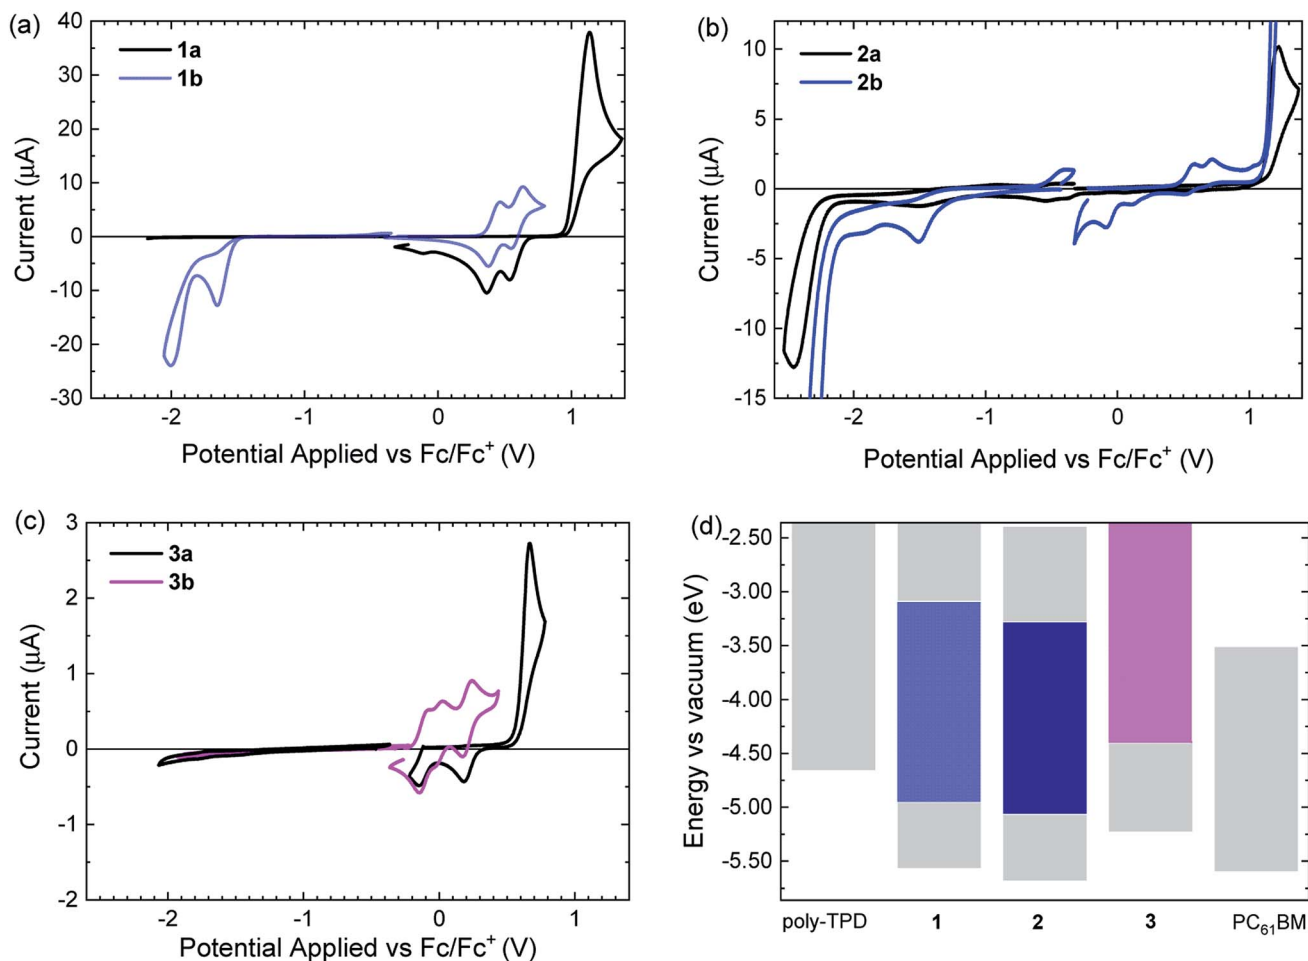 (a)
1a
1b
40
30
20
10
0
-10
-20
-30
Current (μA)
-2
-1
0
1
Potential Applied vs Fc/Fc⁺ (V)
(b)
2a
2b
10
5
0
-5
-10
-15
Current (μA)
-2
-1
0
1
Potential Applied vs Fc/Fc⁺ (V)
(c)
3a
3b
3
2
1
0
-1
-2
Current (μA)
-2
-1
0
1
Potential Applied vs Fc/Fc⁺ (V)
(d)
-2.50
-3.00
-3.50
-4.00
-4.50
-5.00
-5.50
Energy vs vacuum (eV)
poly-TPD 1 2 3 PC₆₁BM